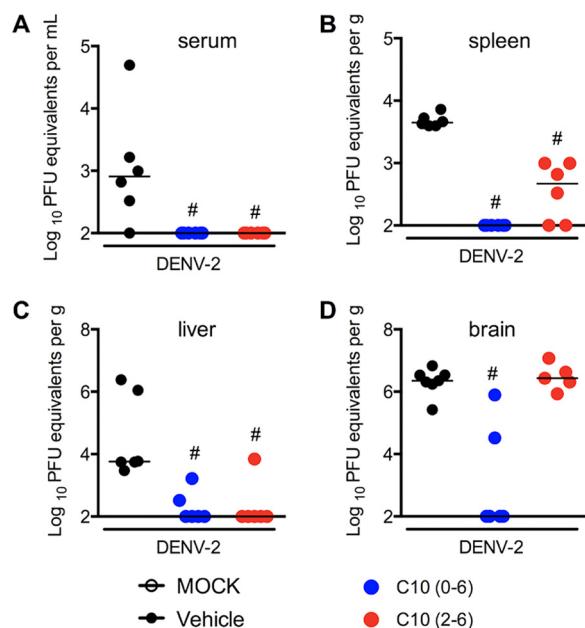 A
serum
Log 10 PFU equivalents per mL
5
4
3
2
#
#
DENV-2
B
spleen
Log 10 PFU equivalents per g
5
4
3
2
#
#
DENV-2
C
liver
Log 10 PFU equivalents per g
8
6
4
2
#
#
DENV-2
D
brain
Log 10 PFU equivalents per g
8
6
4
2
#
DENV-2
MOCK
Vehicle
C10 (0-6)
C10 (2-6)